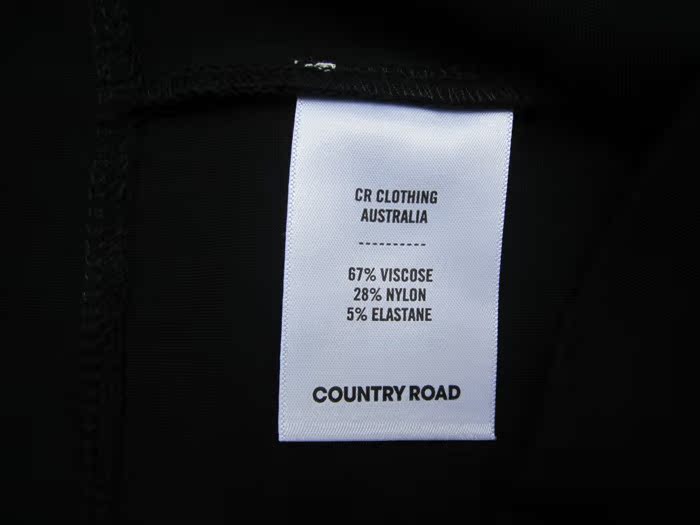 CR CLOTHING
AUSTRALIA
----------
67% VISCOSE
28% NYLON
5% ELASTANE
COUNTRY ROAD